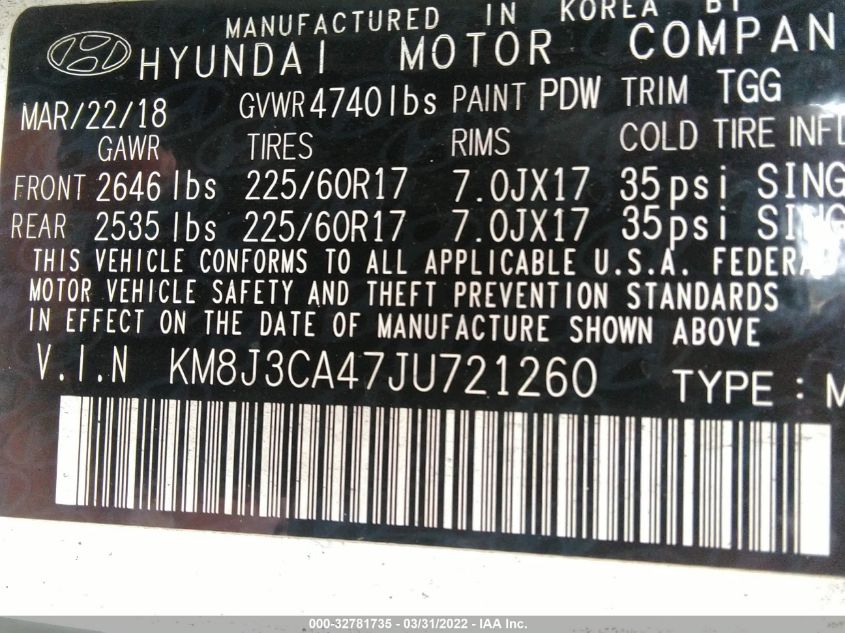 MANUFACTURED IN KOREA BY
HYUNDAI MOTOR COMPAN
MAR/22/18 GVWR 4740lbs PAINT PDW TRIM TGG
GAWR TIRES RIMS COLD TIRE INFL
FRONT 2646 lbs 225/60R17 7.0JX17 35psi SING
REAR 2535 lbs 225/60R17 7.0JX17 35psi SING
THIS VEHICLE CONFORMS TO ALL APPLICABLE U.S.A. FEDERA
MOTOR VEHICLE SAFETY AND THEFT PREVENTION STANDARDS
IN EFFECT ON THE DATE OF MANUFACTURE SHOWN ABOVE
V.I.N KM8J3CA47JU721260 TYPE : M
000-32781735 - 03/31/2022 - IAA Inc.